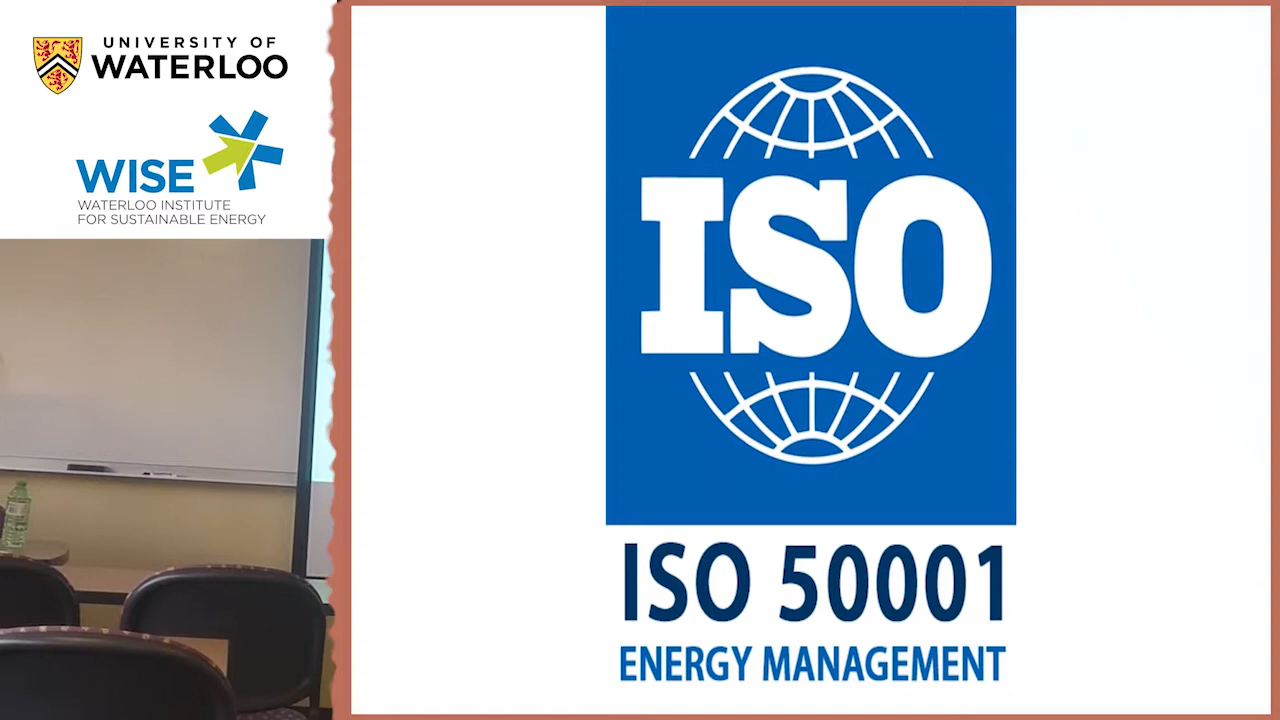 UNIVERSITY OF
WATERLOO
WISE
WATERLOO INSTITUTE
FOR SUSTAINABLE ENERGY
ISO
ISO 50001
ENERGY MANAGEMENT